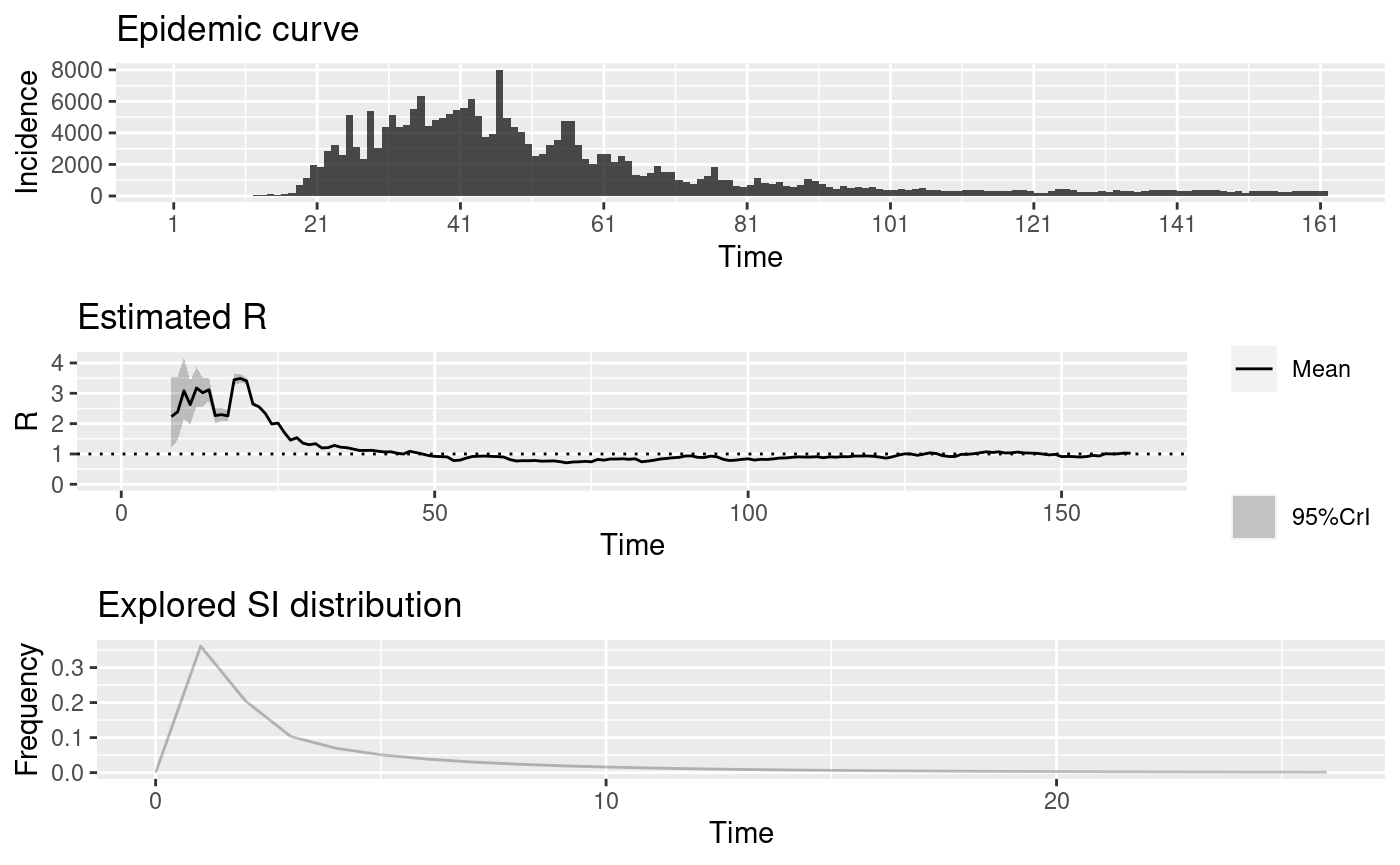 Epidemic curve
8000
6000
4000
2000
0
Incidence
1 21 41 61 81 101 121 141 161
Time
Estimated R
4
3
2
1
0
R
0 50 100 150
Time
Mean
95%CrI
Explored SI distribution
0.3
0.2
0.1
0.0
Frequency
0 10 20
Time